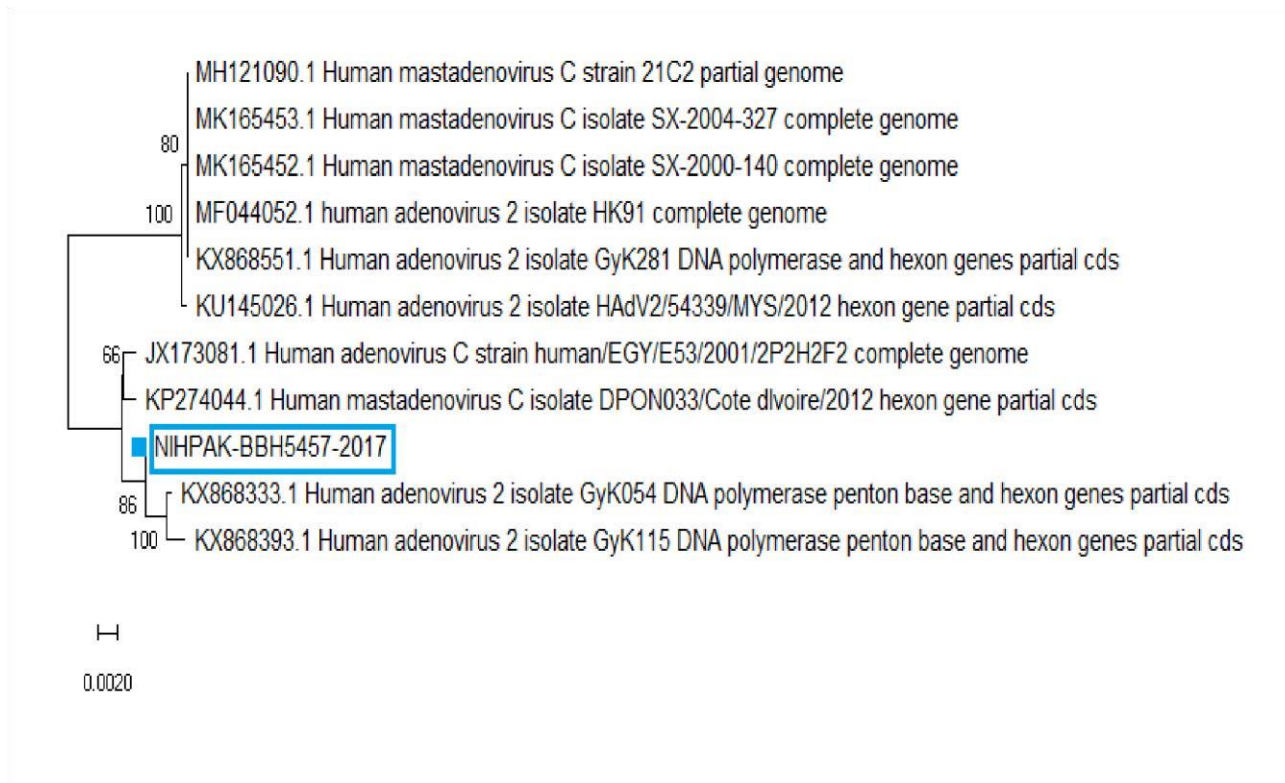 MH121090.1 Human mastadenovirus C strain 21C2 partial genome
MK165453.1 Human mastadenovirus C isolate SX-2004-327 complete genome
80
MK165452.1 Human mastadenovirus C isolate SX-2000-140 complete genome
100
MF044052.1 human adenovirus 2 isolate HK91 complete genome
KX868551.1 Human adenovirus 2 isolate GyK281 DNA polymerase and hexon genes partial cds
KU145026.1 Human adenovirus 2 isolate HAdV2/54339/MYS/2012 hexon gene partial cds
66
JX173081.1 Human adenovirus C strain human/EGY/E53/2001/2P2H2F2 complete genome
KP274044.1 Human mastadenovirus C isolate DPON033/Cote dIvoire/2012 hexon gene partial cds
NIHPAK-BBH5457-2017
KX868333.1 Human adenovirus 2 isolate GyK054 DNA polymerase penton base and hexon genes partial cds
86
100
KX868393.1 Human adenovirus 2 isolate GyK115 DNA polymerase penton base and hexon genes partial cds
0.0020